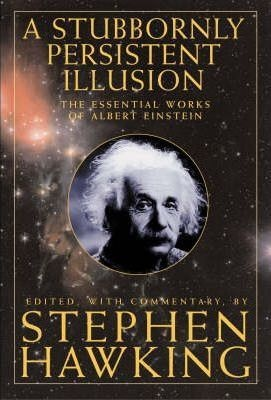 A STUBBORNLY
PERSISTENT
ILLUSION
THE ESSENTIAL WORKS
OF ALBERT EINSTEIN
EDITED, WITH COMMENTARY, BY
STEPHEN
HAWKING